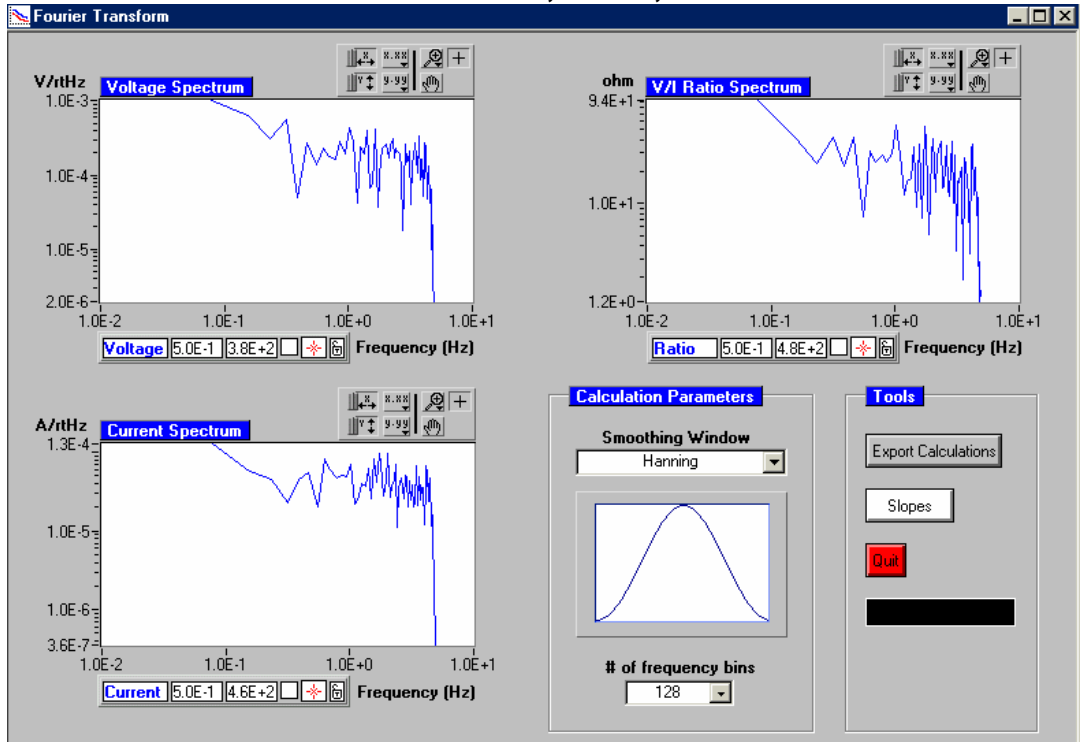 Fourier Transform
V/rtHz
Voltage Spectrum
1.0E-3
1.0E-4
1.0E-5
2.0E-6
1.0E-2 1.0E-1 1.0E+0 1.0E+1
Voltage 5.0E-1 3.8E+2 Frequency (Hz)
ohm
V/I Ratio Spectrum
9.4E+1
1.0E+1
1.2E+0
1.0E-2 1.0E-1 1.0E+0 1.0E+1
Ratio 5.0E-1 4.8E+2 Frequency (Hz)
A/rtHz
Current Spectrum
1.3E-4
1.0E-5
1.0E-6
3.6E-7
1.0E-2 1.0E-1 1.0E+0 1.0E+1
Current 5.0E-1 4.6E+2 Frequency (Hz)
Calculation Parameters
Smoothing Window
Hanning
# of frequency bins
128
Tools
Export Calculations
Slopes
Quit